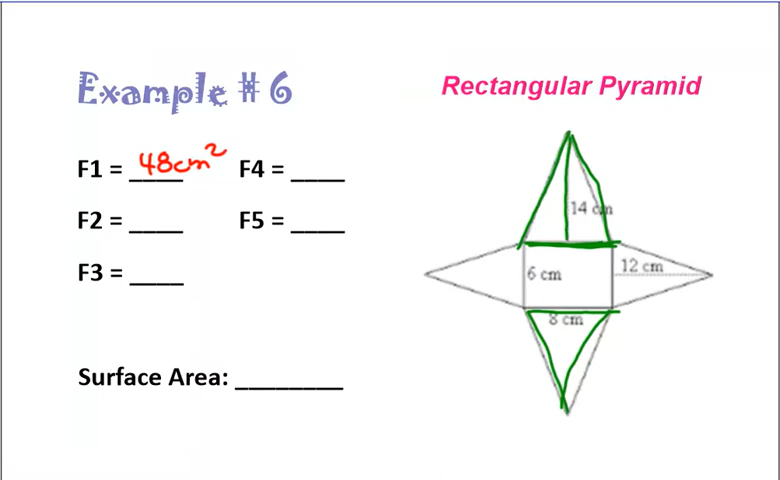 Example # 6
Rectangular Pyramid
F1 = 48cm² F4 = ____
F2 = ____ F5 = ____
F3 = ____
14 cm
6 cm
12 cm
8 cm
Surface Area: ________